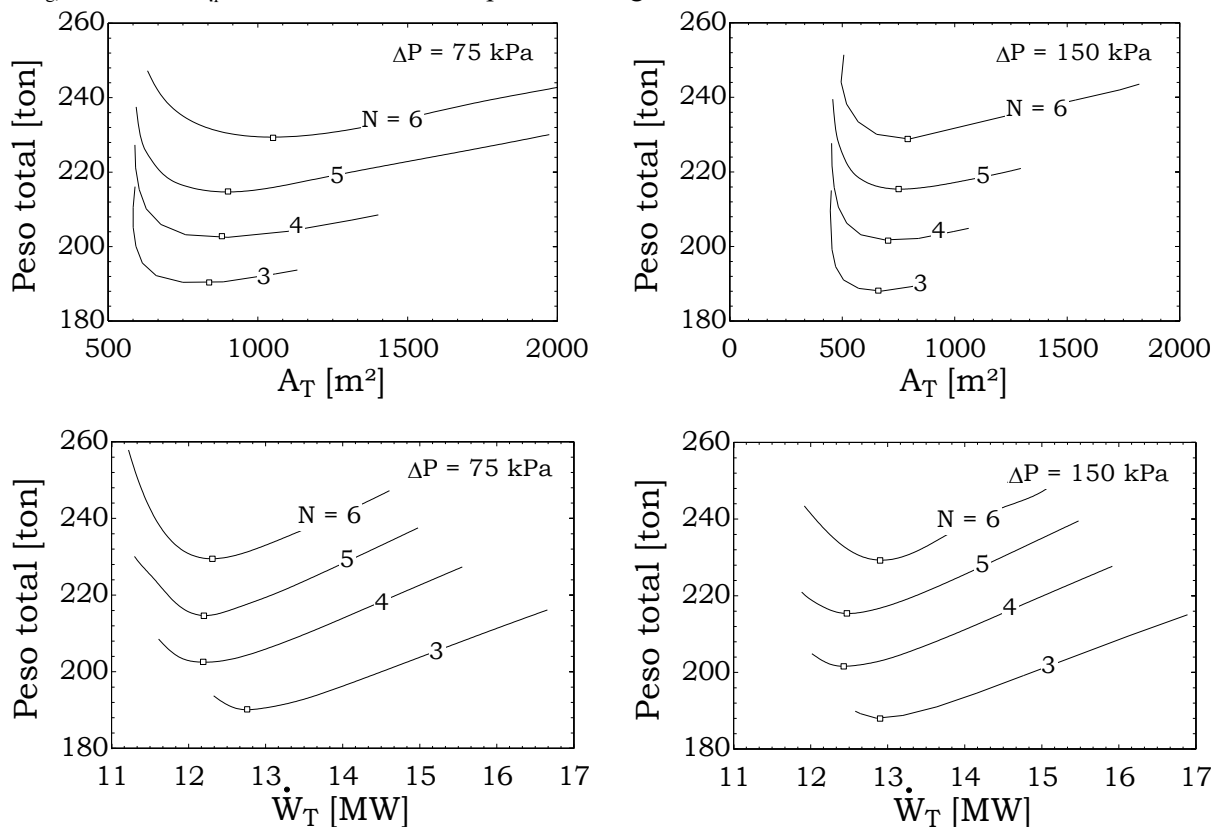 260
240
220
200
180
Peso total [ton]
ΔP = 75 kPa
N = 6
5
4
3
500 1000 1500 2000
A_T [m²]
260
240
220
200
180
Peso total [ton]
ΔP = 150 kPa
N = 6
5
4
3
0 500 1000 1500 2000
A_T [m²]
260
240
220
200
180
Peso total [ton]
ΔP = 75 kPa
N = 6
5
4
3
11 12 13 14 15 16 17
Ẇ_T [MW]
260
240
220
200
180
Peso total [ton]
ΔP = 150 kPa
N = 6
5
4
3
11 12 13 14 15 16 17
Ẇ_T [MW]